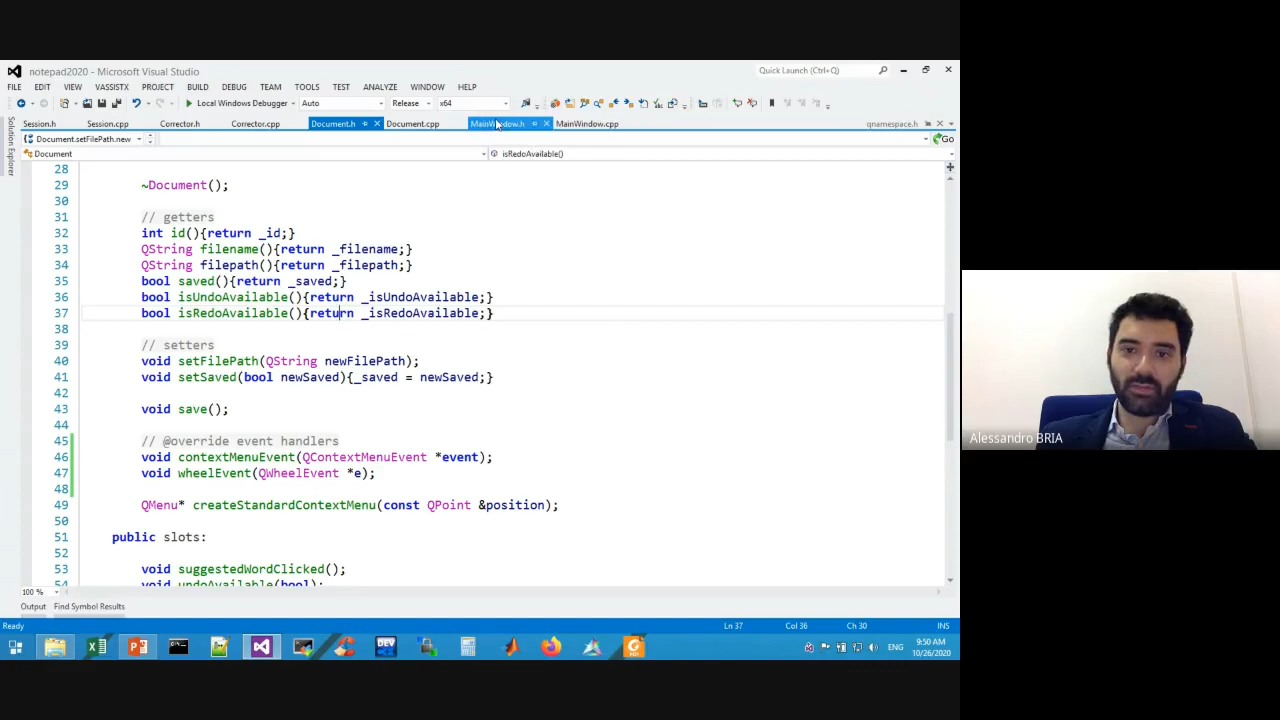 notepad2020 - Microsoft Visual Studio
Quick Launch (Ctrl+Q)
FILE EDIT VIEW VASSISTX PROJECT BUILD DEBUG TEAM TOOLS TEST ANALYZE WINDOW HELP
Local Windows Debugger Auto Release x64
Session.h Session.cpp Corrector.h Corrector.cpp Document.h Document.cpp MainWindow.h MainWindow.cpp qnamespace.h
Document.setFilePath.new Go
Document isRedoAvailable()
Solution Explorer
28
29 ~Document();
30
31 // getters
32 int id(){return _id;}
33 QString filename(){return _filename;}
34 QString filepath(){return _filepath;}
35 bool saved(){return _saved;}
36 bool isUndoAvailable(){return _isUndoAvailable;}
37 bool isRedoAvailable(){return _isRedoAvailable;}
38
39 // setters
40 void setFilePath(QString newFilePath);
41 void setSaved(bool newSaved){_saved = newSaved;}
42
43 void save();
44
45 // @override event handlers
46 void contextMenuEvent(QContextMenuEvent *event);
47 void wheelEvent(QWheelEvent *e);
48
49 QMenu* createStandardContextMenu(const QPoint &position);
50
51 public slots:
52
53 void suggestedWordClicked();
54 void undoAvailable(bool);
100 %
Output Find Symbol Results
Ready Ln 37 Col 36 Ch 30 INS
DEV
ENG
9:50 AM
10/26/2020
Alessandro BRIA